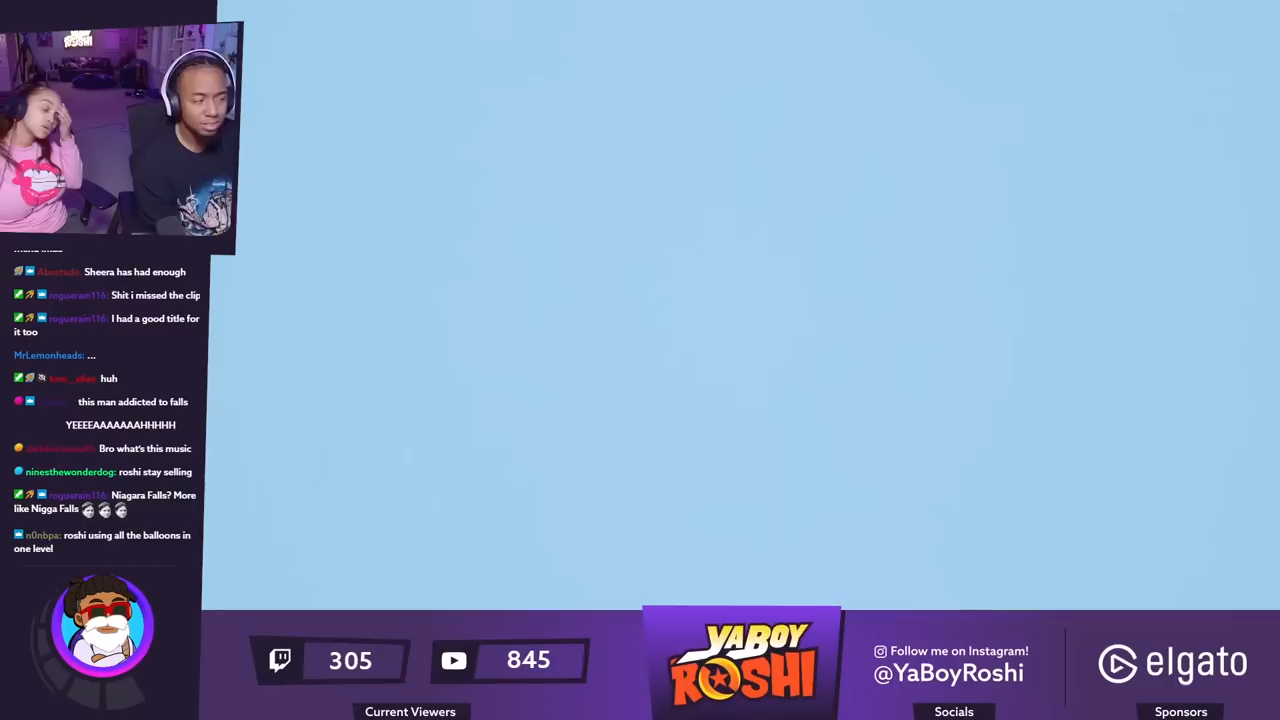 Abestado: Sheera has had enough
roguerain116: Shit i missed the clip
roguerain116: I had a good title for
it too
MrLemonheads: ...
huh
this man addicted to falls
YEEEEAAAAAAAHHHHH
Bro what's this music
ninesthewonderdog: roshi stay selling
roguerain116: Niagara Falls? More
like Nigga Falls
n0nbpa: roshi using all the balloons in
one level
305
845
Current Viewers
YABOY
ROSHI
Follow me on Instagram!
@YaBoyRoshi
Socials
elgato
Sponsors